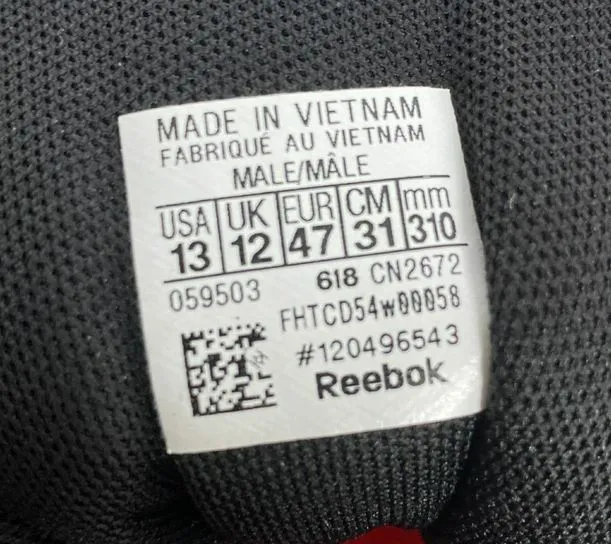 MADE IN VIETNAM
FABRIQUÉ AU VIETNAM
MALE/MÂLE
USA UK EUR CM mm
13 12 47 31 310
059503 618 CN2672
FHTCD54w00058
#120496543
Reebok